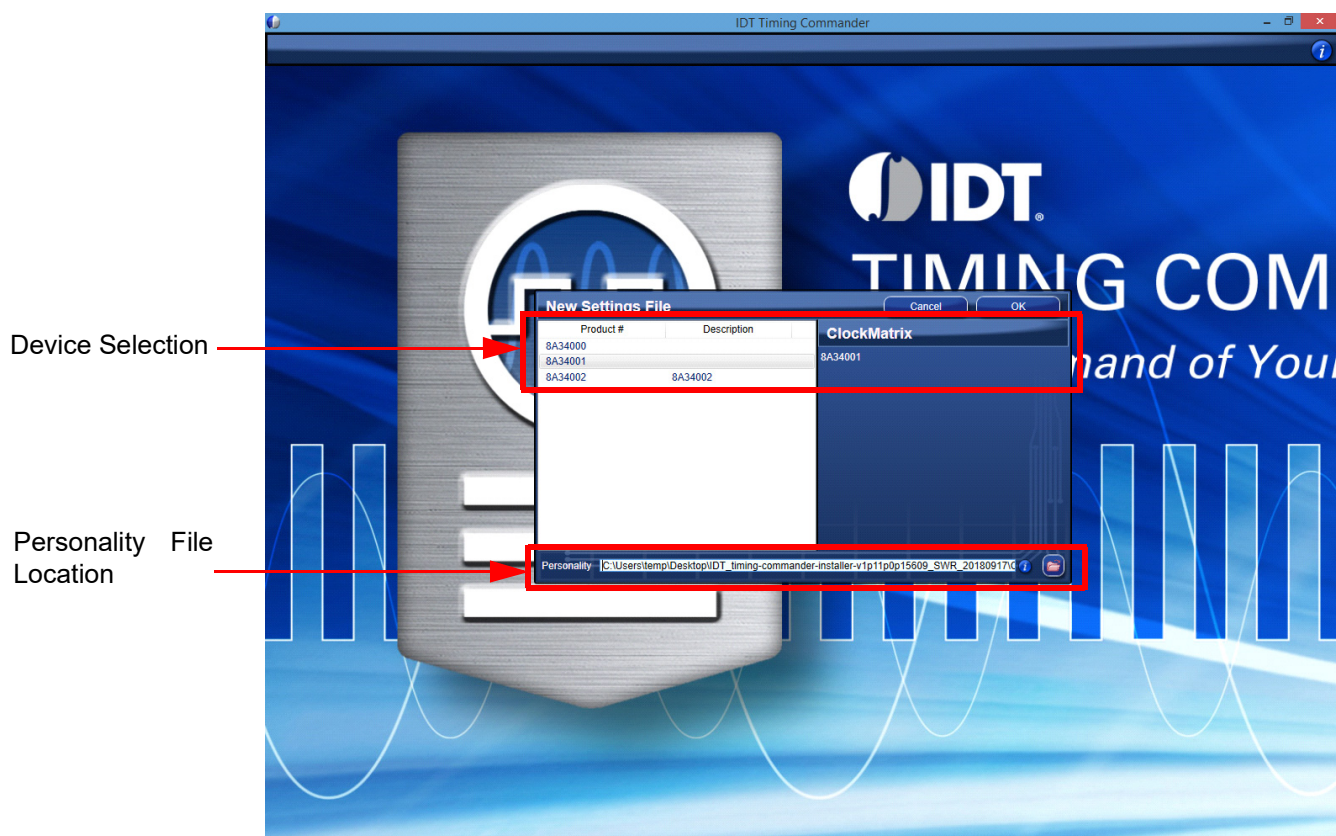 IDT Timing Commander
IDT®
TIMING COM
mand of Your
New Settings File
Cancel
OK
Product #
Description
ClockMatrix
8A34000
8A34001
8A34001
8A34002
8A34002
Device Selection
Personality File
Location
Personality
C:\Users\temp\Desktop\IDT_timing-commander-installer-v1p11p0p15609_SWR_20180917\C